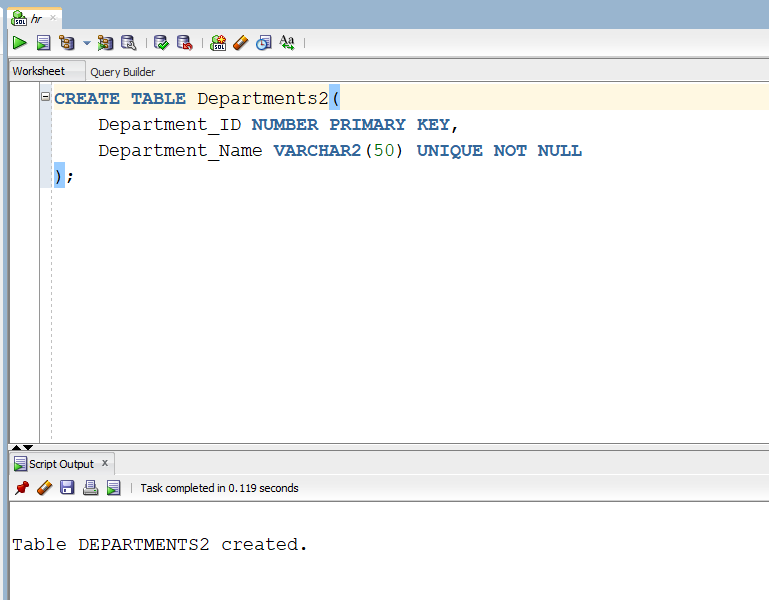 hr
Worksheet Query Builder
CREATE TABLE Departments2(
    Department_ID NUMBER PRIMARY KEY,
    Department_Name VARCHAR2(50) UNIQUE NOT NULL
);
Script Output x
Task completed in 0.119 seconds
Table DEPARTMENTS2 created.